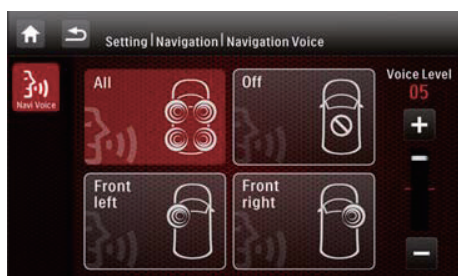 Setting | Navigation | Navigation Voice
Navi Voice
All
Off
Voice Level
05
+
Front
left
Front
right
−